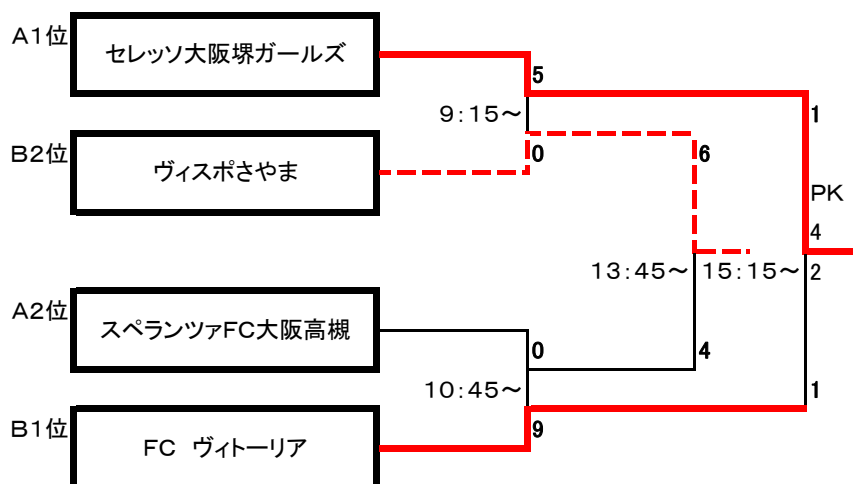 A1位
セレッソ大阪堺ガールズ
5
9：15～
1
B2位
ヴィスポさやま
0
6
PK
4
13：45～
15：15～
2
A2位
スペランツァFC大阪高槻
0
4
10：45～
1
B1位
FC　ヴィトーリア
9